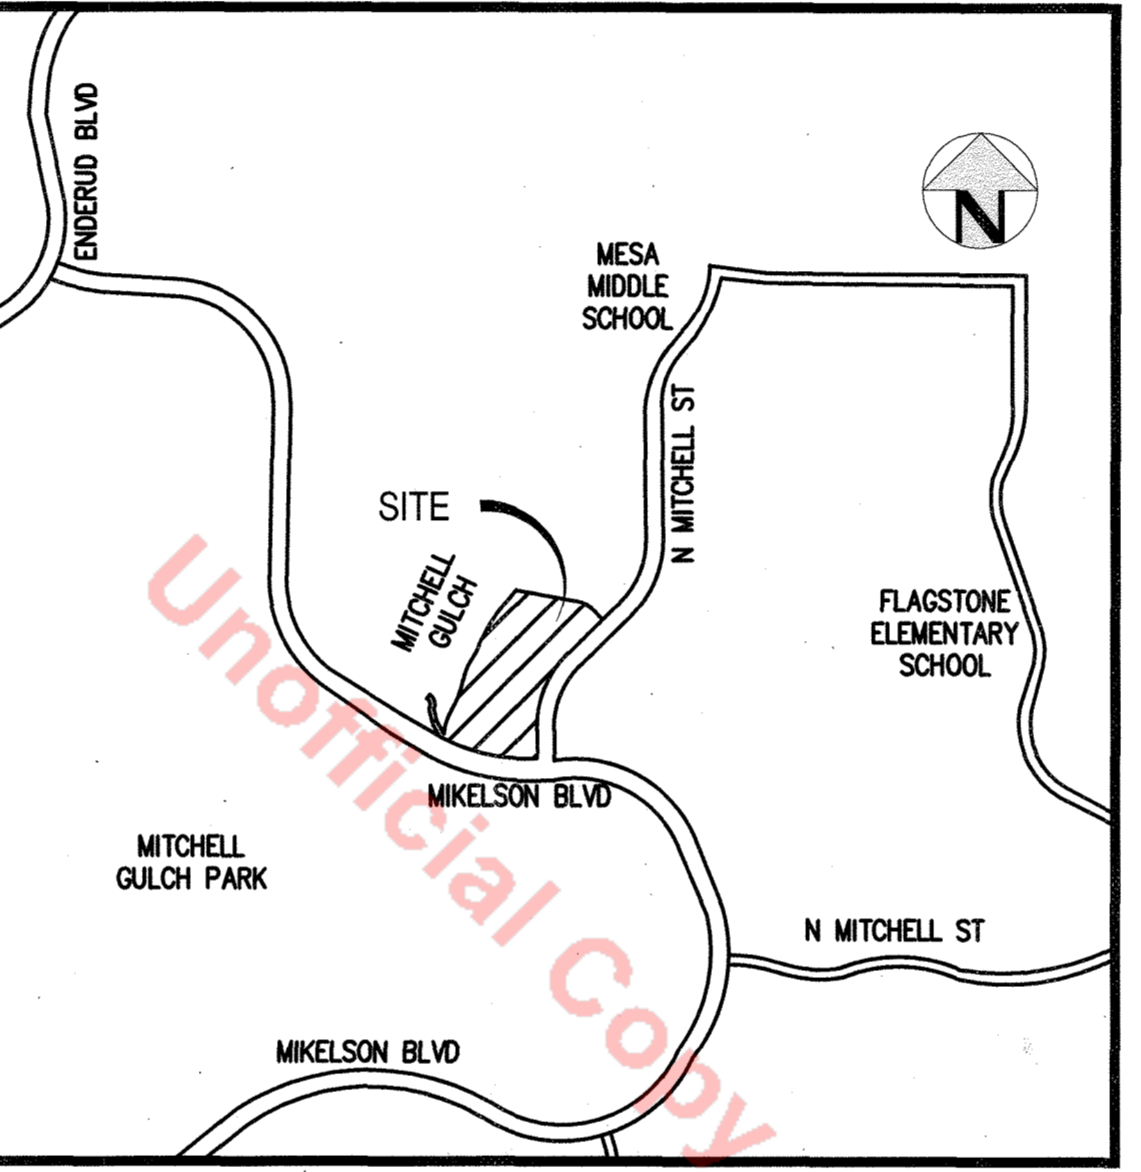 ENDERUD BLVD
N
MESA
MIDDLE
SCHOOL
N MITCHELL ST
SITE
MITCHELL
GULCH
FLAGSTONE
ELEMENTARY
SCHOOL
MIKELSON BLVD
MITCHELL
GULCH PARK
N MITCHELL ST
MIKELSON BLVD
Unofficial Copy